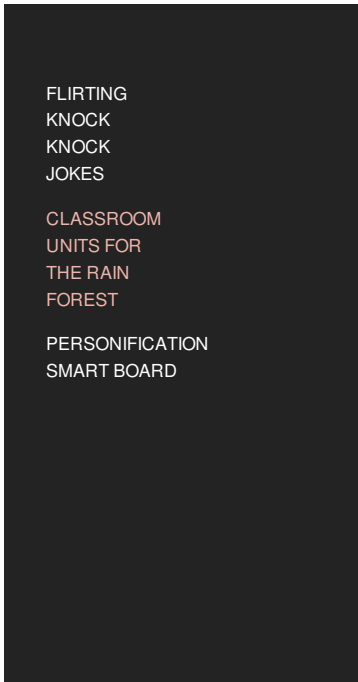 FLIRTING
KNOCK
KNOCK
JOKES
CLASSROOM
UNITS FOR
THE RAIN
FOREST
PERSONIFICATION
SMART BOARD